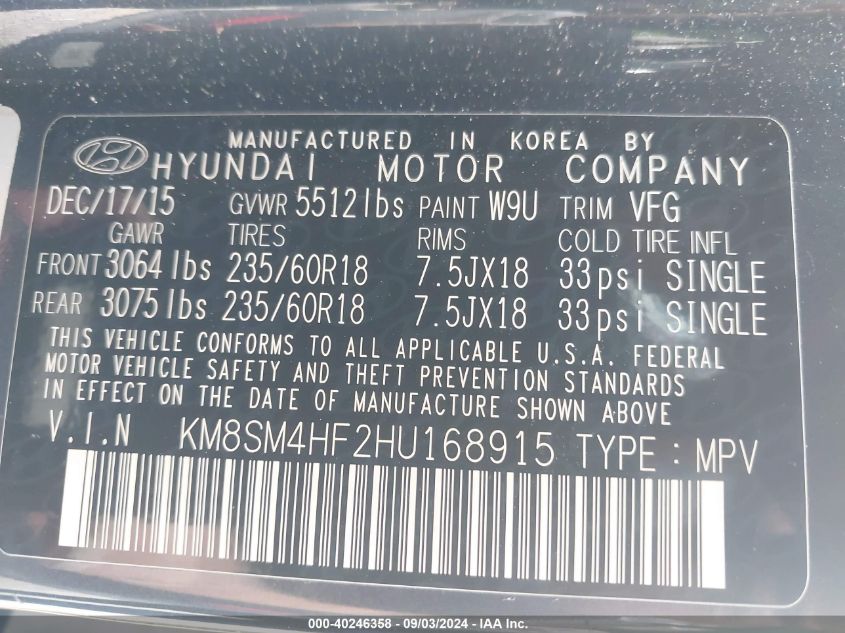 MANUFACTURED IN KOREA BY
HYUNDAI MOTOR COMPANY
DEC/17/15 GVWR 5512lbs PAINT W9U TRIM VFG
GAWR TIRES RIMS COLD TIRE INFL
FRONT 3064lbs 235/60R18 7.5JX18 33psi SINGLE
REAR 3075lbs 235/60R18 7.5JX18 33psi SINGLE
THIS VEHICLE CONFORMS TO ALL APPLICABLE U.S.A. FEDERAL
MOTOR VEHICLE SAFETY AND THEFT PREVENTION STANDARDS
IN EFFECT ON THE DATE OF MANUFACTURE SHOWN ABOVE
V.I.N KM8SM4HF2HU168915 TYPE : MPV
000-40246358 - 09/03/2024 - IAA Inc.